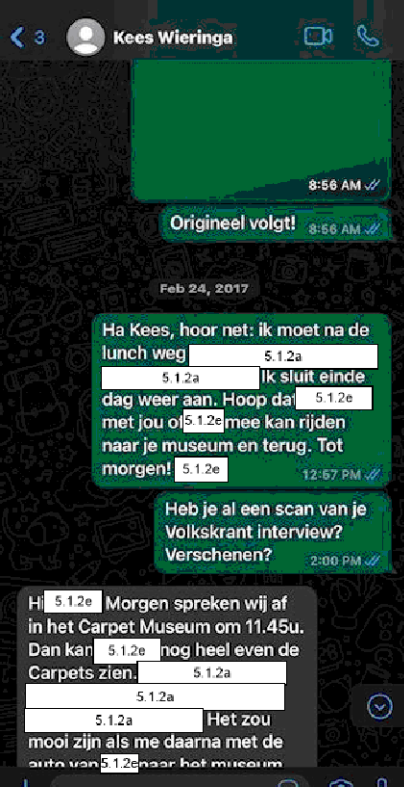 3 Kees Wieringa
8:56 AM
Origineel volgt! 8:56 AM
Feb 24, 2017
Ha Kees, hoor net: ik moet na de
lunch weg 5.1.2a
5.1.2a Ik sluit einde
dag weer aan. Hoop dat 5.1.2e
met jou of 5.1.2e mee kan rijden
naar je museum en terug. Tot
morgen! 5.1.2e 12:57 PM
Heb je al een scan van je
Volkskrant interview?
Verschenen? 2:00 PM
Hi 5.1.2e Morgen spreken wij af
in het Carpet Museum om 11.45u.
Dan kan 5.1.2e nog heel even de
Carpets zien. 5.1.2a
5.1.2a
5.1.2a Het zou
mooi zijn als me daarna met de
auto van 5.1.2e naar het museum